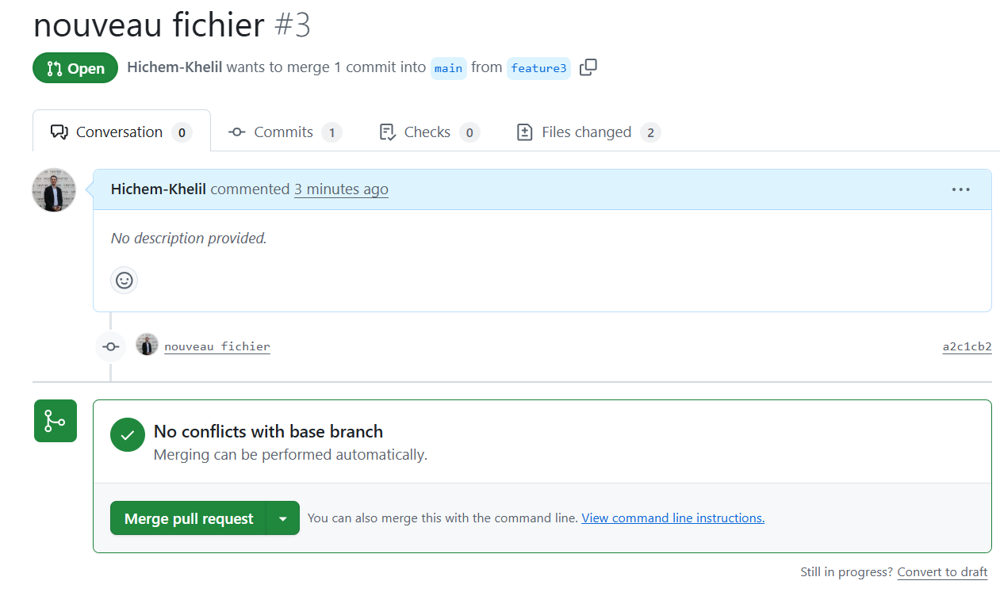 nouveau fichier #3
Open Hichem-Khelil wants to merge 1 commit into main from feature3
Conversation 0 Commits 1 Checks 0 Files changed 2
Hichem-Khelil commented 3 minutes ago
No description provided.
nouveau fichier a2c1cb2
No conflicts with base branch
Merging can be performed automatically.
Merge pull request You can also merge this with the command line. View command line instructions.
Still in progress? Convert to draft